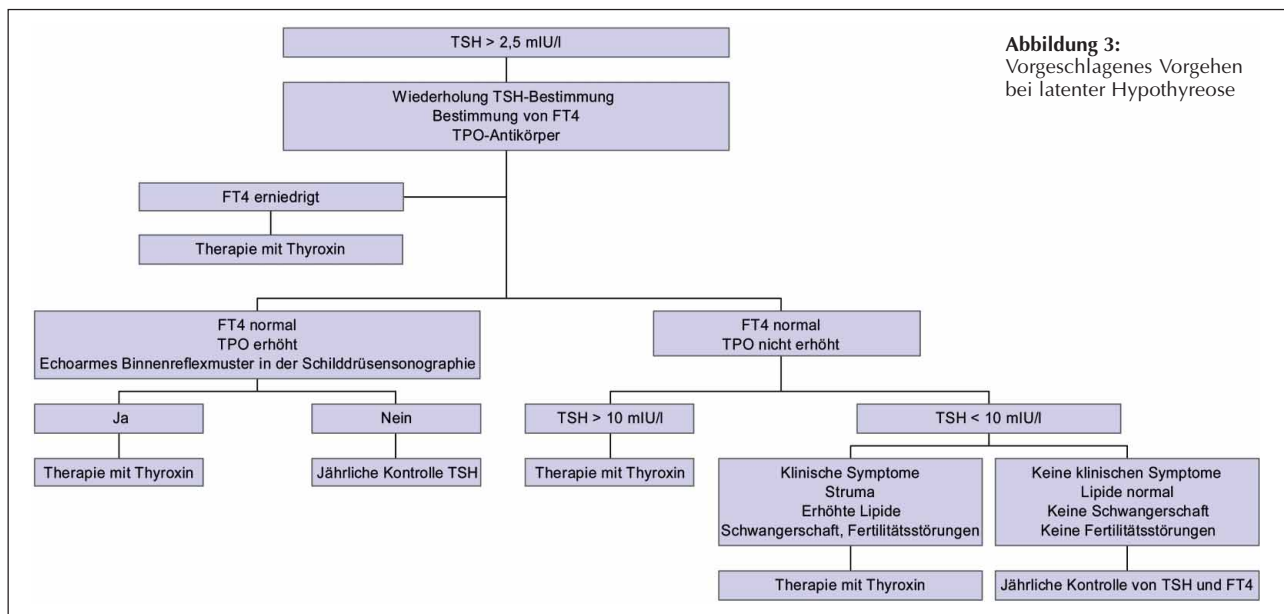 TSH > 2,5 mIU/l
Abbildung 3:
Vorgeschlagenes Vorgehen
bei latenter Hypothyreose
Wiederholung TSH-Bestimmung
Bestimmung von FT4
TPO-Antikörper
FT4 erniedrigt
Therapie mit Thyroxin
FT4 normal
TPO erhöht
Echoarmes Binnenreflexmuster in der Schilddrüsensonographie
FT4 normal
TPO nicht erhöht
Ja
Nein
TSH > 10 mIU/l
TSH < 10 mIU/l
Therapie mit Thyroxin
Jährliche Kontrolle TSH
Therapie mit Thyroxin
Klinische Symptome
Struma
Erhöhte Lipide
Schwangerschaft, Fertilitätsstörungen
Keine klinischen Symptome
Lipide normal
Keine Schwangerschaft
Keine Fertilitätsstörungen
Therapie mit Thyroxin
Jährliche Kontrolle von TSH und FT4